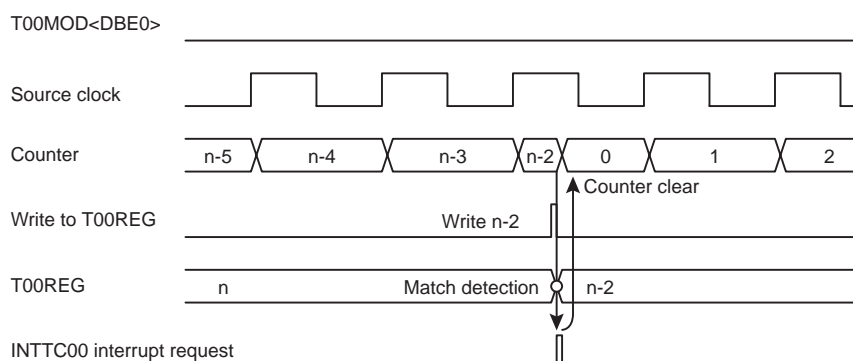 T00MOD<DBE0>
Source clock
Counter n-5 n-4 n-3 n-2 0 1 2
Counter clear
Write to T00REG Write n-2
T00REG n Match detection n-2
INTTC00 interrupt request